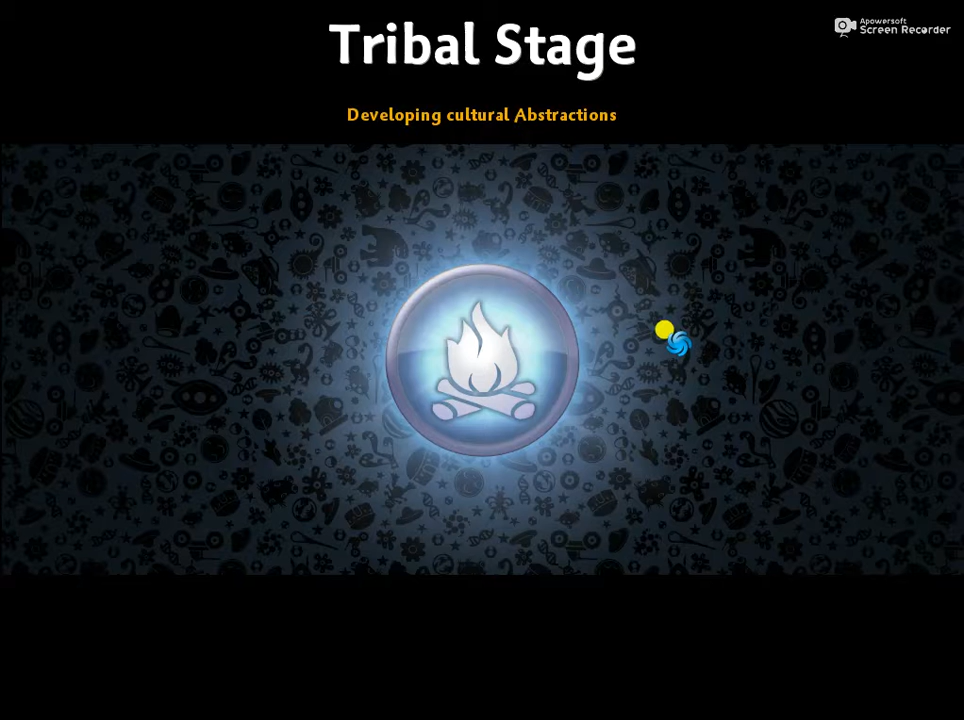 Tribal Stage
Apowersoft
Screen Recorder
Developing cultural Abstractions